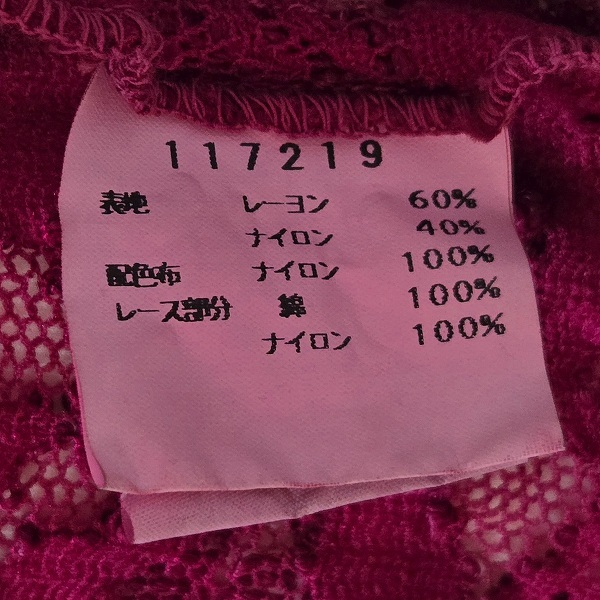 117219
表地 レーヨン 60%
ナイロン 40%
配色布 ナイロン 100%
レース部分 綿 100%
ナイロン 100%